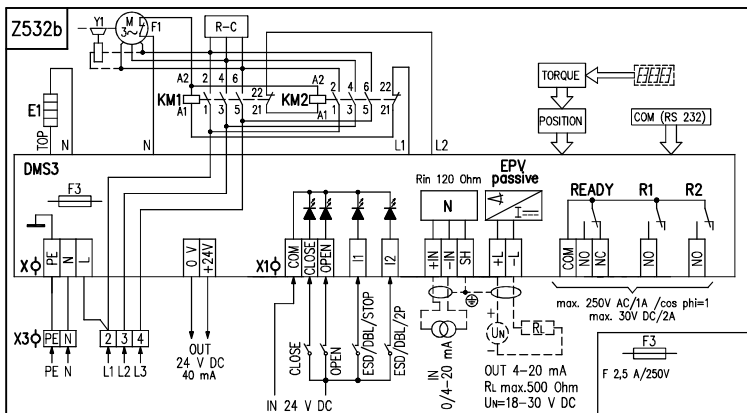 Z532b
Y1
M
3~
F1
R-C
A2
2 4 6
22
KM1
A1
1 3 5
21
A2
2 4 6
22
KM2
A1
1 3 5
21
E1
TOP
N
N
L1
L2
TORQUE
POSITION
COM (RS 232)
DMS3
F3
Rin 120 Ohm
N
EPV
passive
READY R1 R2
X
PE
N
L
0 V
+24V
X1
COM
CLOSE
OPEN
I1
I2
+IN
-IN
SH
+L
-L
COM
NO
NC
NO
NO
max. 250V AC/1A /cos phi=1
max. 30V DC/2A
X3
PE N
2 3 4
PE N
L1 L2 L3
OUT
24 V DC
40 mA
CLOSE
OPEN
ESD/DBL/STOP
ESD/DBL/2P
IN 24 V DC
IN
0/4-20 mA
+
UN
-
RL
OUT 4-20 mA
RL max.500 Ohm
UN=18-30 V DC
F3
F 2,5 A/250V